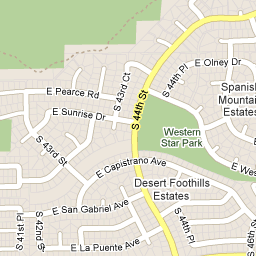 S 44th Pl
E Olney Dr
S 43rd Ct
E Pearce Rd
S 44th St
Spanish
Mountain
Estates
E Sunrise Dr
Western
Star Park
S 43rd St
E Capistrano Ave
E Wes
Desert Foothills
Estates
E San Gabriel Ave
S 41st Pl
S 42nd St
S 44th Pl
S 46th
E La Puente Ave